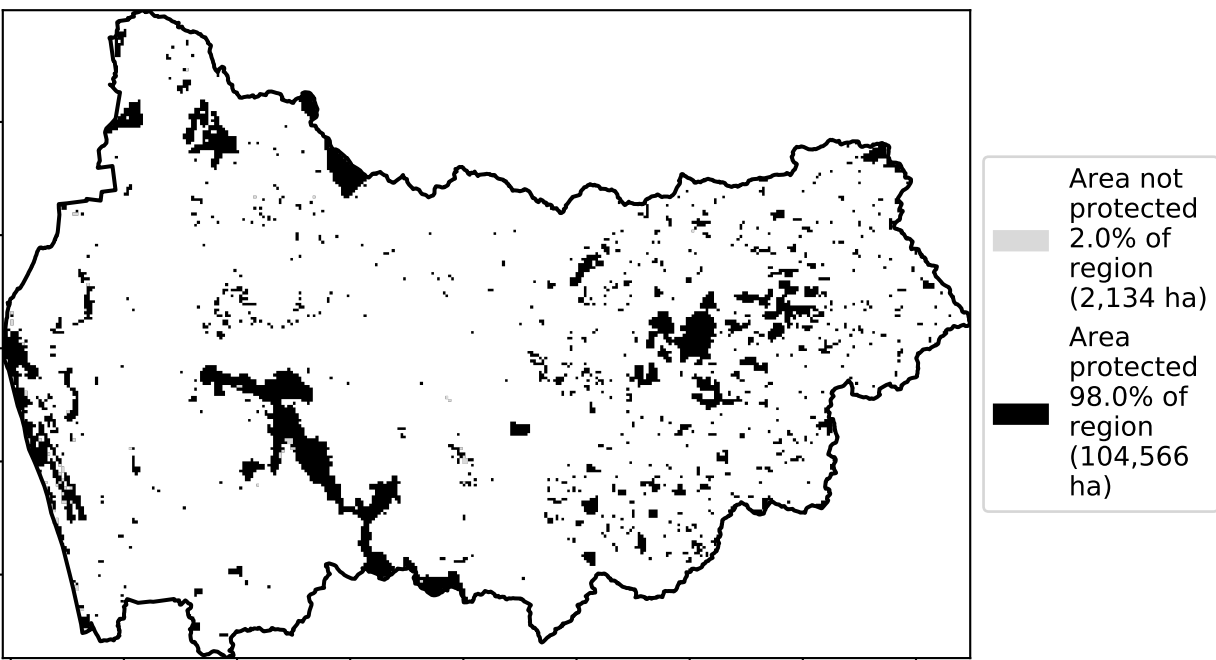 Area not
protected
2.0% of
region
(2,134 ha)
Area
protected
98.0% of
region
(104,566
ha)